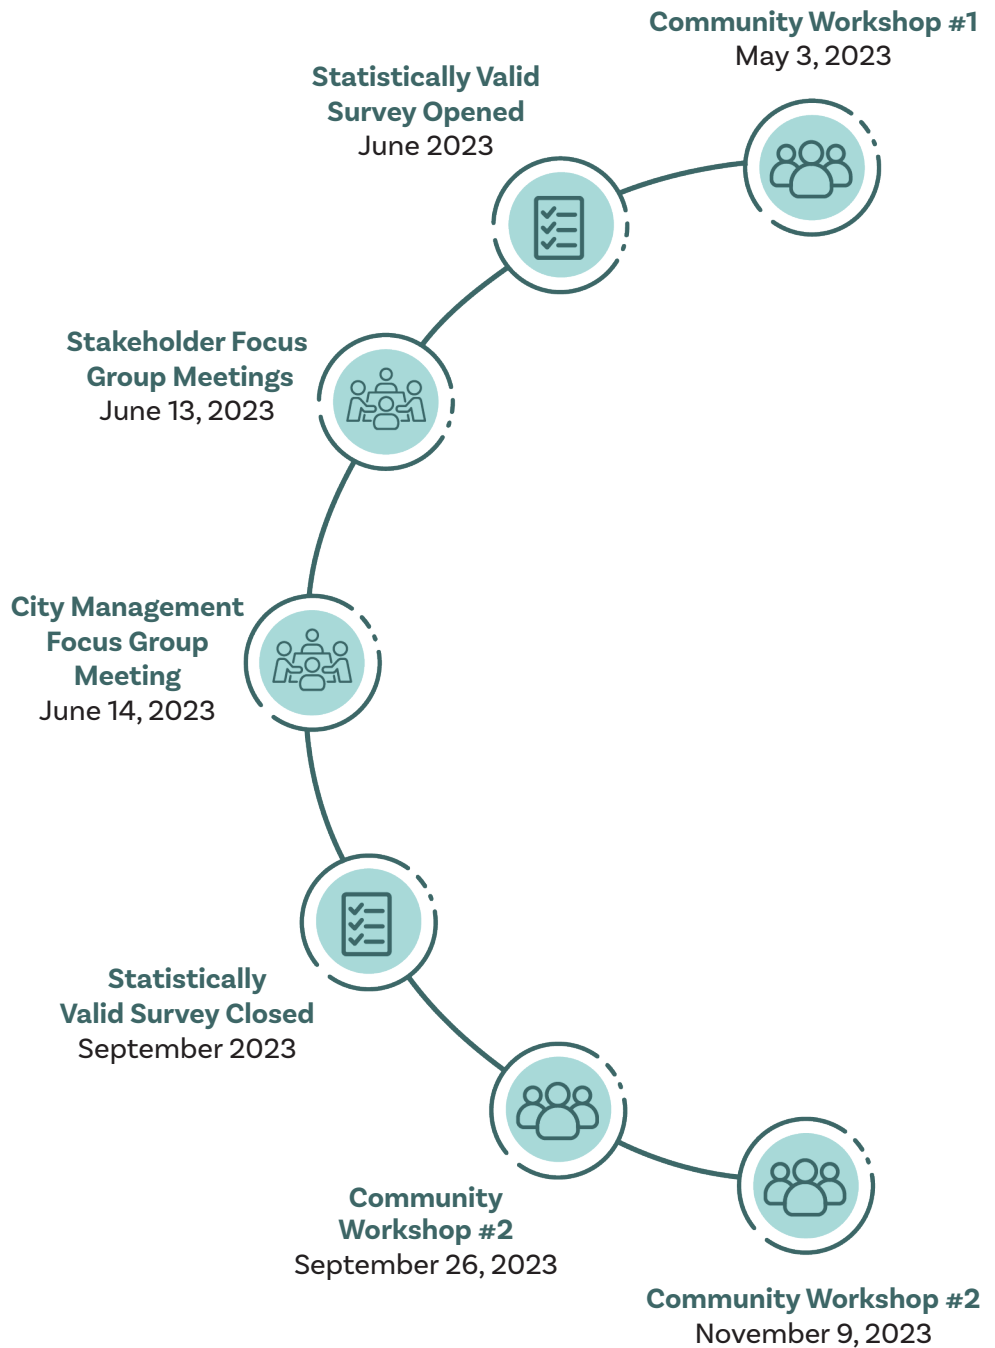 Community Workshop #1
May 3, 2023
Statistically Valid
Survey Opened
June 2023
Stakeholder Focus
Group Meetings
June 13, 2023
City Management
Focus Group
Meeting
June 14, 2023
Statistically
Valid Survey Closed
September 2023
Community
Workshop #2
September 26, 2023
Community Workshop #2
November 9, 2023